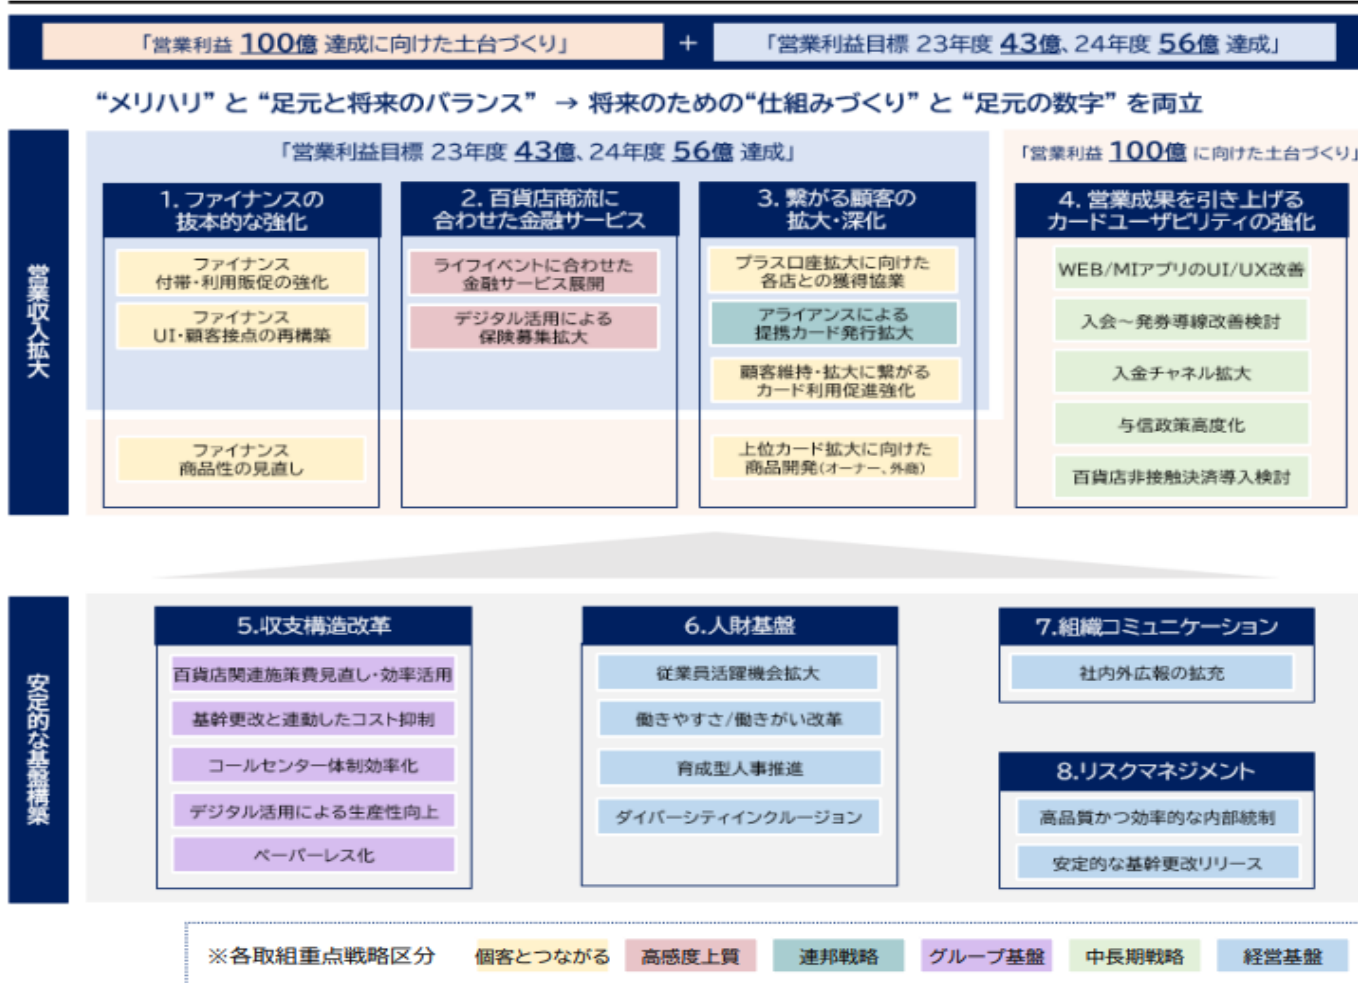 「営業利益 100億 達成に向けた土台づくり」
+
「営業利益目標 23年度 43億、24年度 56億 達成」
“メリハリ” と “足元と将来のバランス” → 将来のための“仕組みづくり” と “足元の数字” を両立
営業収入拡大
「営業利益目標 23年度 43億、24年度 56億 達成」
「営業利益 100億 に向けた土台づくり」
1. ファイナンスの
抜本的な強化
ファイナンス
付帯・利用販促の強化
ファイナンス
UI・顧客接点の再構築
ファイナンス
商品性の見直し
2. 百貨店商流に
合わせた金融サービス
ライフイベントに合わせた
金融サービス展開
デジタル活用による
保険募集拡大
3. 繋がる顧客の
拡大・深化
プラス口座拡大に向けた
各店との獲得協業
アライアンスによる
提携カード発行拡大
顧客維持・拡大に繋がる
カード利用促進強化
上位カード拡大に向けた
商品開発(オーナー、外商)
4. 営業成果を引き上げる
カードユーザビリティの強化
WEB/MIアプリのUI/UX改善
入会～発券導線改善検討
入金チャネル拡大
与信政策高度化
百貨店非接触決済導入検討
安定的な基盤構築
5.収支構造改革
百貨店関連施策費見直し・効率活用
基幹更改と連動したコスト抑制
コールセンター体制効率化
デジタル活用による生産性向上
ペーパーレス化
6.人財基盤
従業員活躍機会拡大
働きやすさ/働きがい改革
育成型人事推進
ダイバーシティインクルージョン
7.組織コミュニケーション
社内外広報の拡充
8.リスクマネジメント
高品質かつ効率的な内部統制
安定的な基幹更改リリース
※各取組重点戦略区分
個客とつながる
高感度上質
連邦戦略
グループ基盤
中長期戦略
経営基盤